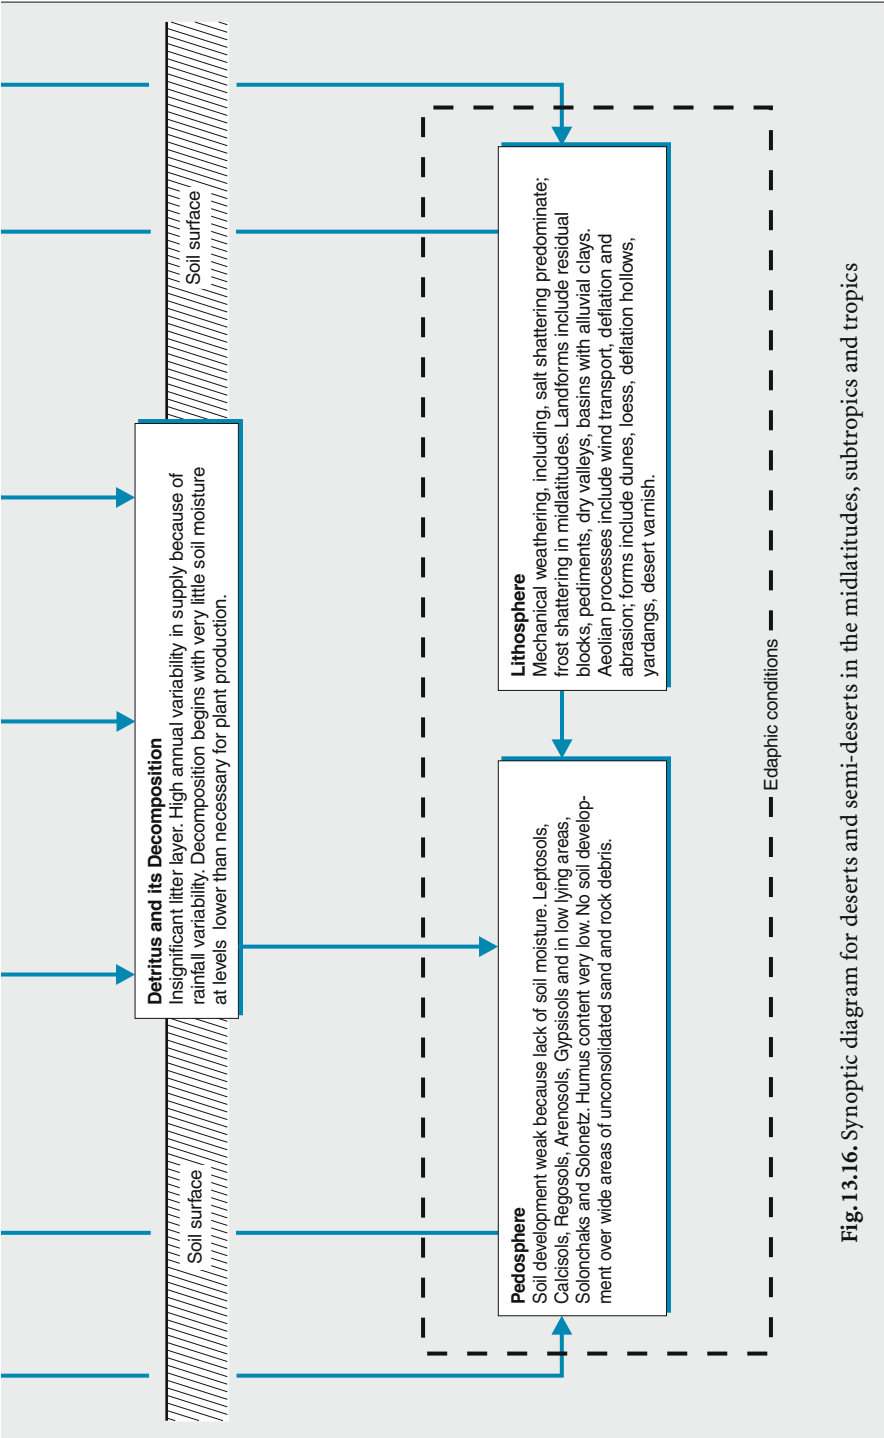 Soil surface
Detritus and its Decomposition
Insignificant litter layer. High annual variability in supply because of
rainfall variability. Decomposition begins with very little soil moisture
at levels lower than necessary for plant production.
Soil surface
Pedosphere
Soil development weak because lack of soil moisture. Leptosols,
Calcisols, Regosols, Arenosols, Gypsisols and in low lying areas,
Solonchaks and Solonetz. Humus content very low. No soil develop-
ment over wide areas of unconsolidated sand and rock debris.
Lithosphere
Mechanical weathering, including, salt shattering predominate;
frost shattering in midlatitudes. Landforms include residual
blocks, pediments, dry valleys, basins with alluvial clays.
Aeolian processes include wind transport, deflation and
abrasion; forms include dunes, loess, deflation hollows,
yardangs, desert varnish.
Edaphic conditions
Fig. 13.16. Synoptic diagram for deserts and semi-deserts in the midlatitudes, subtropics and tropics